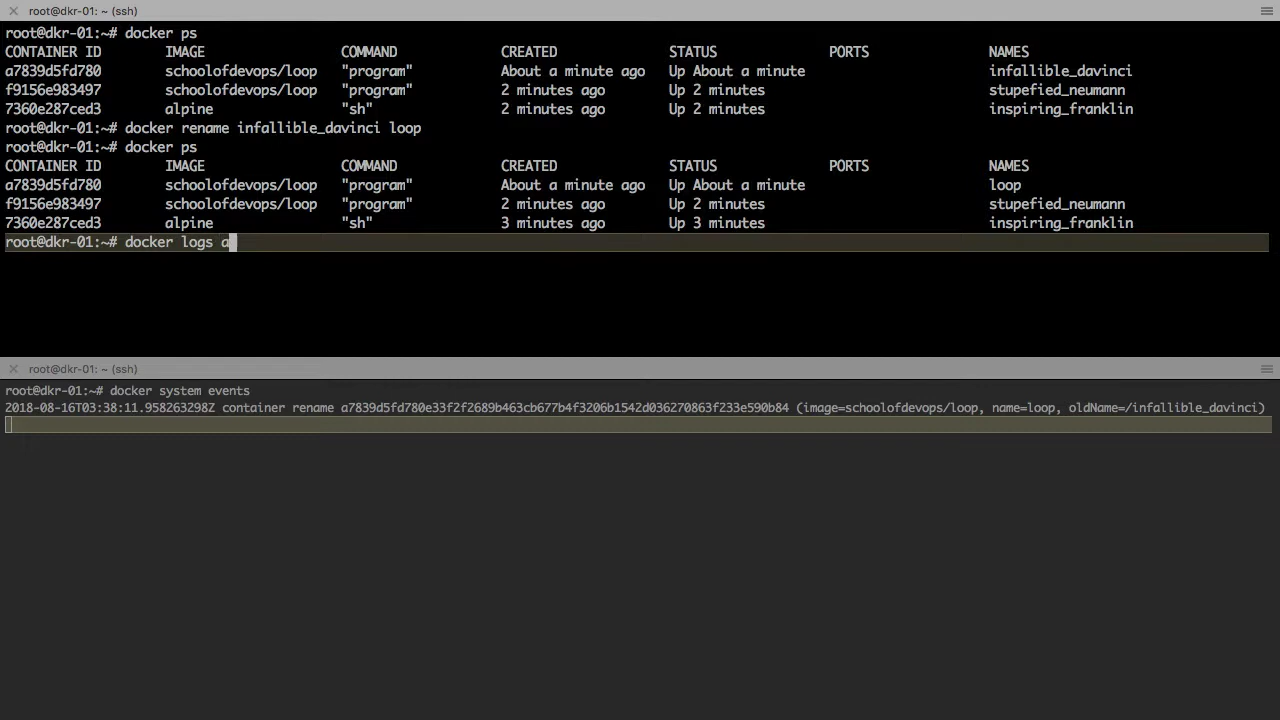 root@dkr-01: ~ (ssh)
root@dkr-01:~# docker ps
CONTAINER ID IMAGE COMMAND CREATED STATUS PORTS NAMES
a7839d5fd780 schoolofdevops/loop "program" About a minute ago Up About a minute infallible_davinci
f9156e983497 schoolofdevops/loop "program" 2 minutes ago Up 2 minutes stupefied_neumann
7360e287ced3 alpine "sh" 2 minutes ago Up 2 minutes inspiring_franklin
root@dkr-01:~# docker rename infallible_davinci loop
root@dkr-01:~# docker ps
CONTAINER ID IMAGE COMMAND CREATED STATUS PORTS NAMES
a7839d5fd780 schoolofdevops/loop "program" About a minute ago Up About a minute loop
f9156e983497 schoolofdevops/loop "program" 2 minutes ago Up 2 minutes stupefied_neumann
7360e287ced3 alpine "sh" 3 minutes ago Up 3 minutes inspiring_franklin
root@dkr-01:~# docker logs a
root@dkr-01: ~ (ssh)
root@dkr-01:~# docker system events
2018-08-16T03:38:11.958263298Z container rename a7839d5fd780e33f2f2689b463cb677b4f3206b1542d036270863f233e590b84 (image=schoolofdevops/loop, name=loop, oldName=/infallible_davinci)